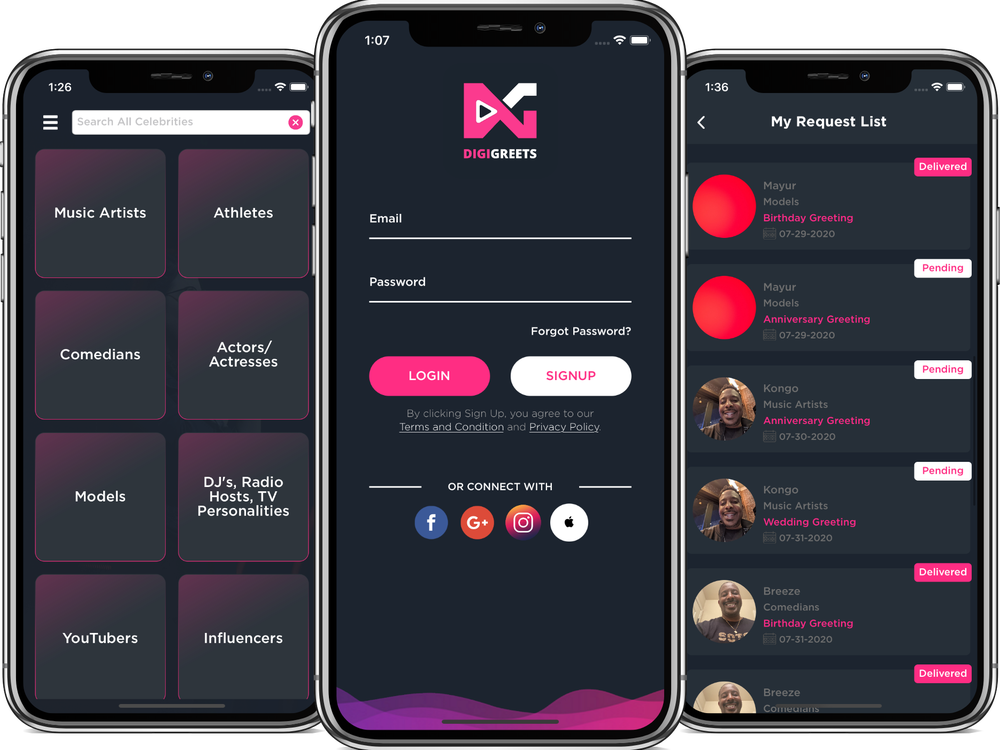 1:26
Search All Celebrities
Music Artists
Athletes
Comedians
Actors/
Actresses
Models
DJ's, Radio
Hosts, TV
Personalities
YouTubers
Influencers
1:07
DIGIGREETS
Email
Password
Forgot Password?
LOGIN
SIGNUP
By clicking Sign Up, you agree to our
Terms and Condition and Privacy Policy.
OR CONNECT WITH
f
G+
1:36
My Request List
Delivered
Mayur
Models
Birthday Greeting
07-29-2020
Pending
Mayur
Models
Anniversary Greeting
07-29-2020
Pending
Kongo
Music Artists
Anniversary Greeting
07-30-2020
Pending
Kongo
Music Artists
Wedding Greeting
07-31-2020
Delivered
Breeze
Comedians
Birthday Greeting
07-31-2020
Delivered
Breeze
Comedians